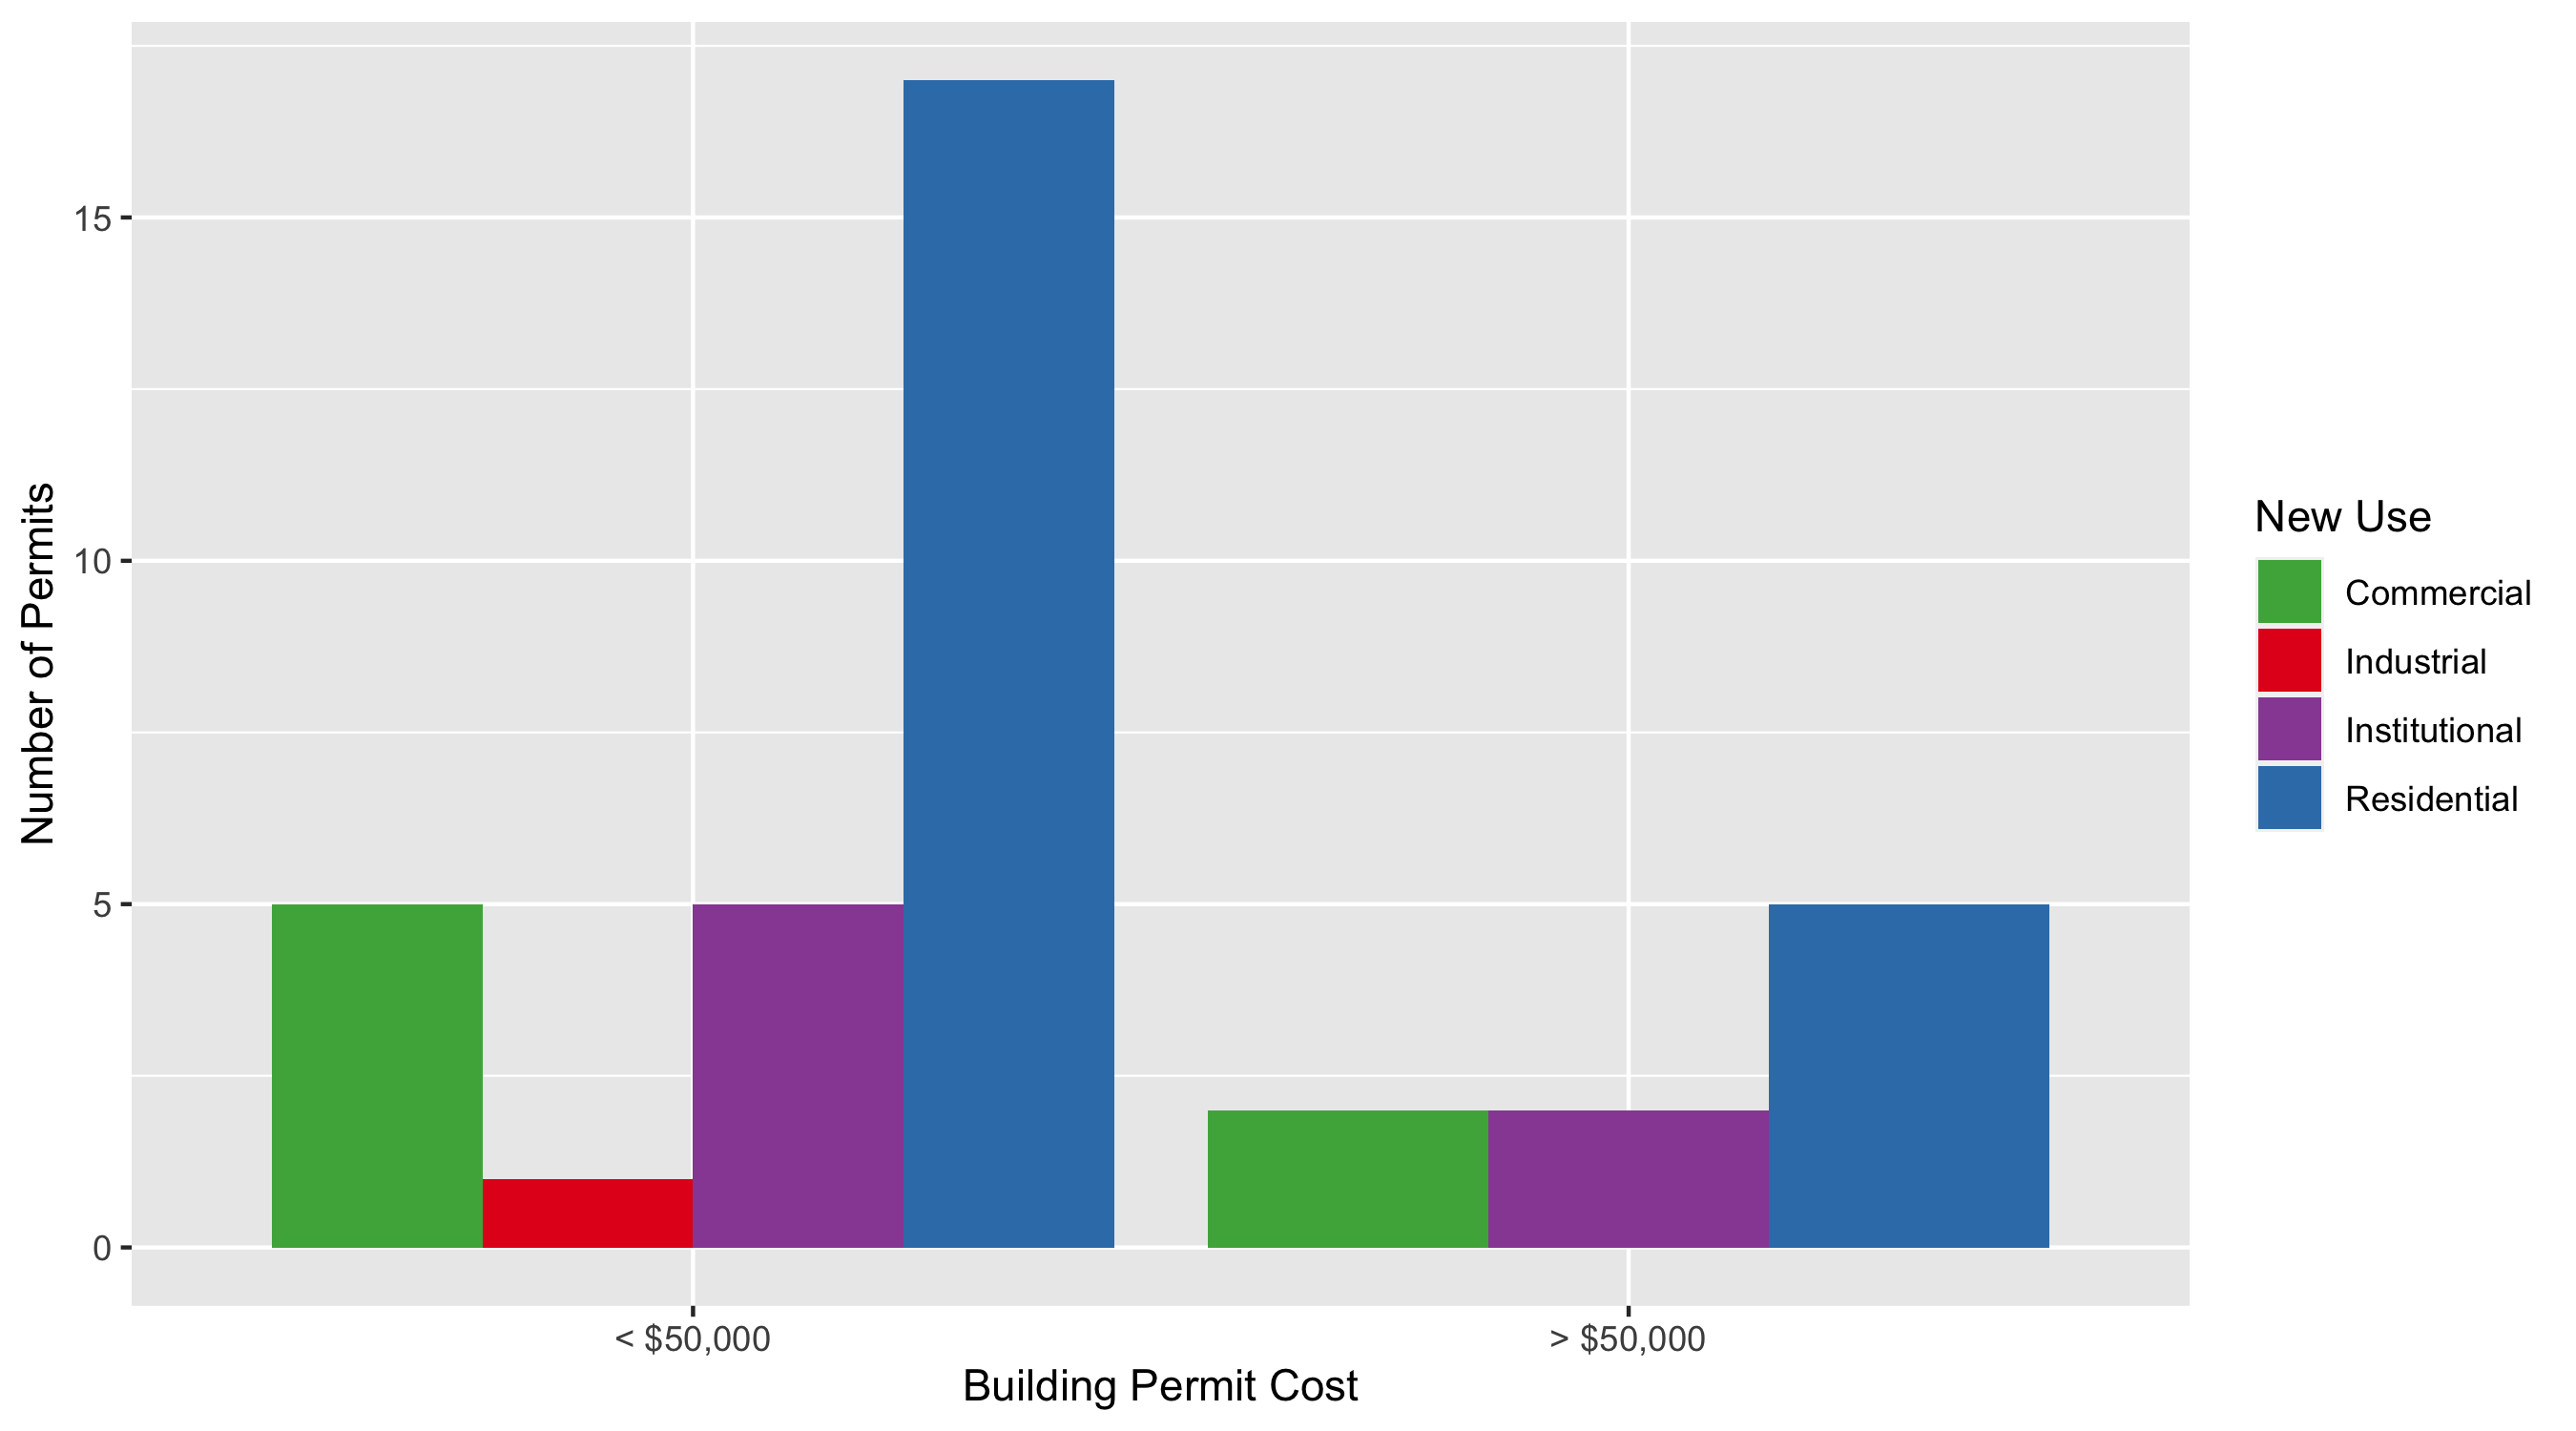 Number of Permits
15
10
5
0
< $50,000
> $50,000
Building Permit Cost
New Use
Commercial
Industrial
Institutional
Residential